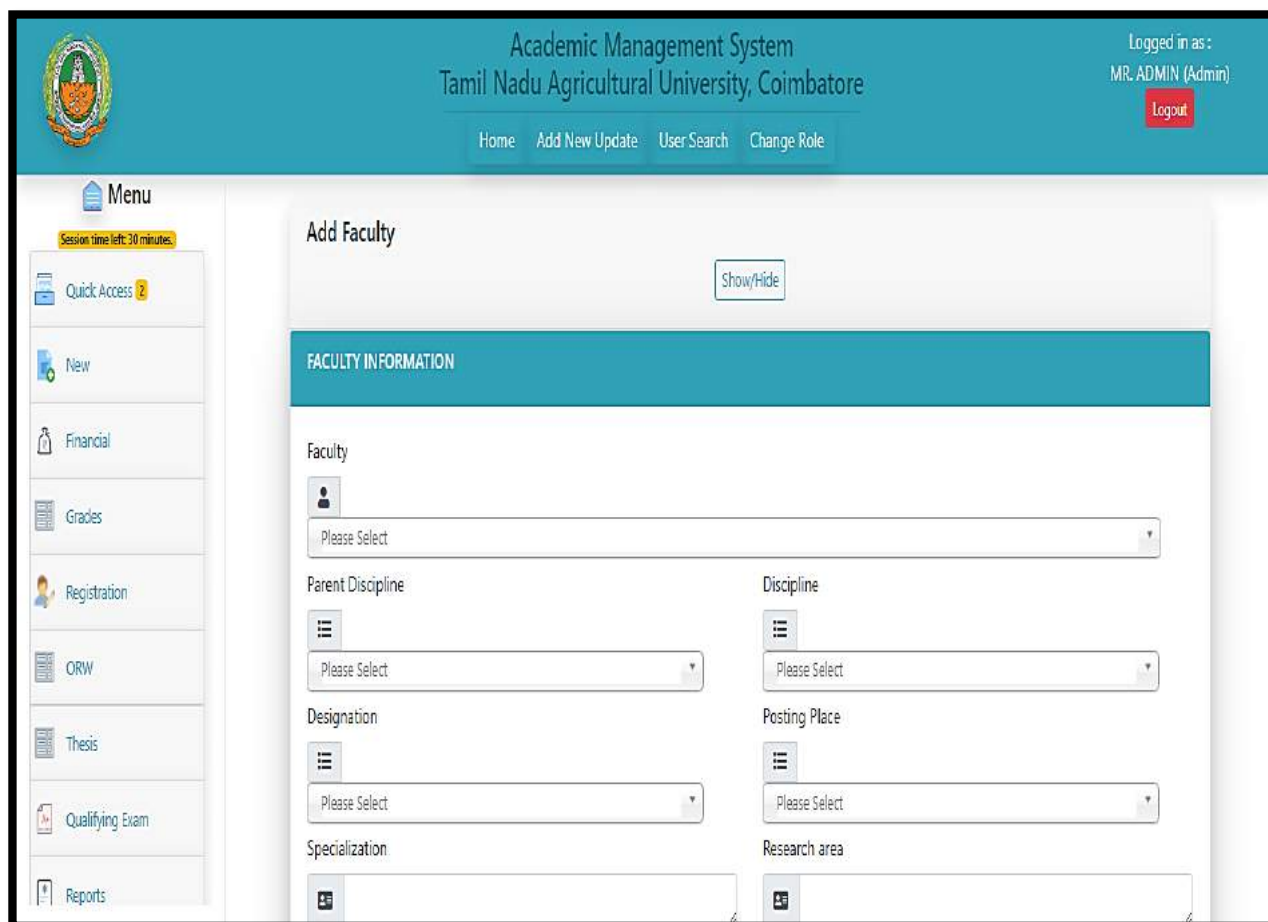 Academic Management System
Tamil Nadu Agricultural University, Coimbatore
Home Add New Update User Search Change Role
Logged in as :
MR. ADMIN (Admin)
Logout
Menu
Session time left: 30 minutes.
Quick Access 2
New
Financial
Grades
Registration
ORW
Thesis
Qualifying Exam
Reports
Add Faculty
Show/Hide
FACULTY INFORMATION
Faculty
Please Select
Parent Discipline Discipline
Please Select Please Select
Designation Posting Place
Please Select Please Select
Specialization Research area